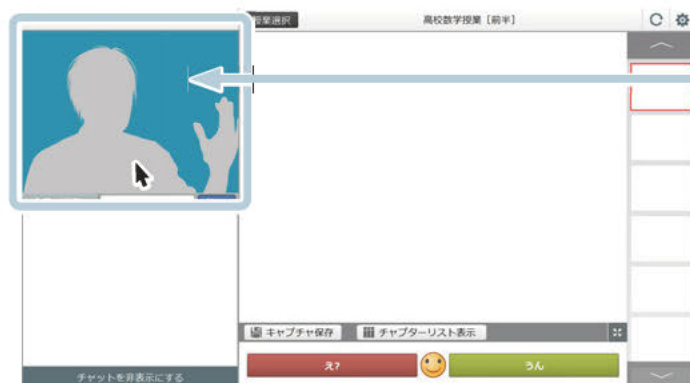 授業選択
高校数学授業［前半］
キャプチャ保存
チャプターリスト表示
え?
うん
チャットを非表示にする